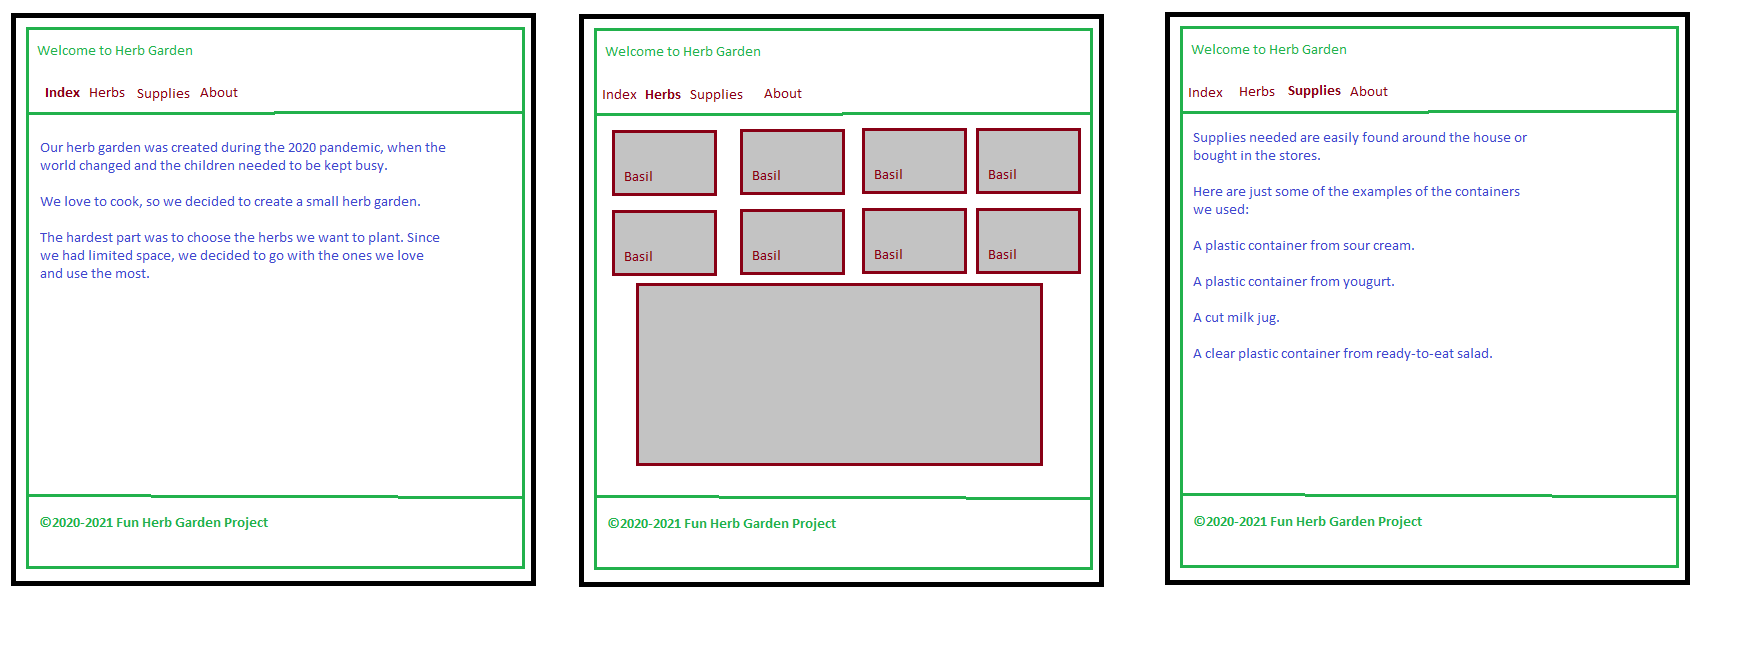 Welcome to Herb Garden
Index Herbs Supplies About
Our herb garden was created during the 2020 pandemic, when the
world changed and the children needed to be kept busy.
We love to cook, so we decided to create a small herb garden.
The hardest part was to choose the herbs we want to plant. Since
we had limited space, we decided to go with the ones we love
and use the most.
©2020-2021 Fun Herb Garden Project
Welcome to Herb Garden
Index Herbs Supplies About
Basil Basil Basil Basil
Basil Basil Basil Basil
©2020-2021 Fun Herb Garden Project
Welcome to Herb Garden
Index Herbs Supplies About
Supplies needed are easily found around the house or
bought in the stores.
Here are just some of the examples of the containers
we used:
A plastic container from sour cream.
A plastic container from yougurt.
A cut milk jug.
A clear plastic container from ready-to-eat salad.
©2020-2021 Fun Herb Garden Project